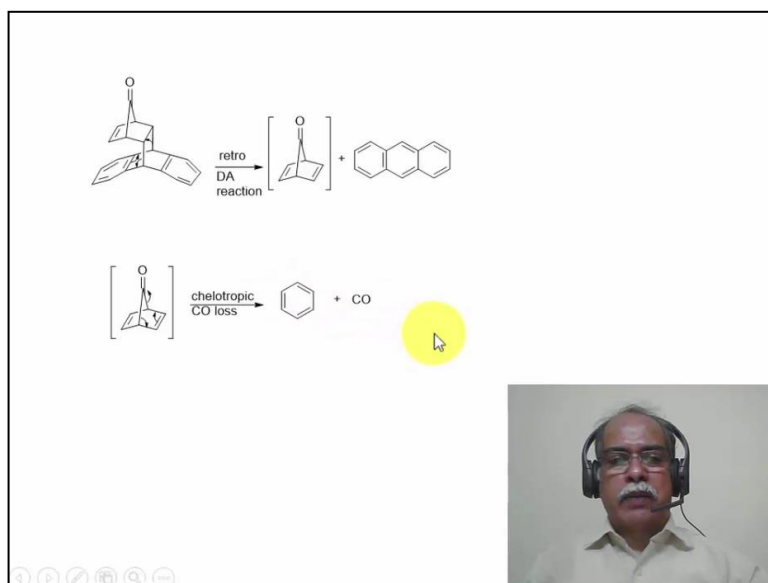 O
retro
DA
reaction
O
+
O
chelotropic
CO loss
+ CO